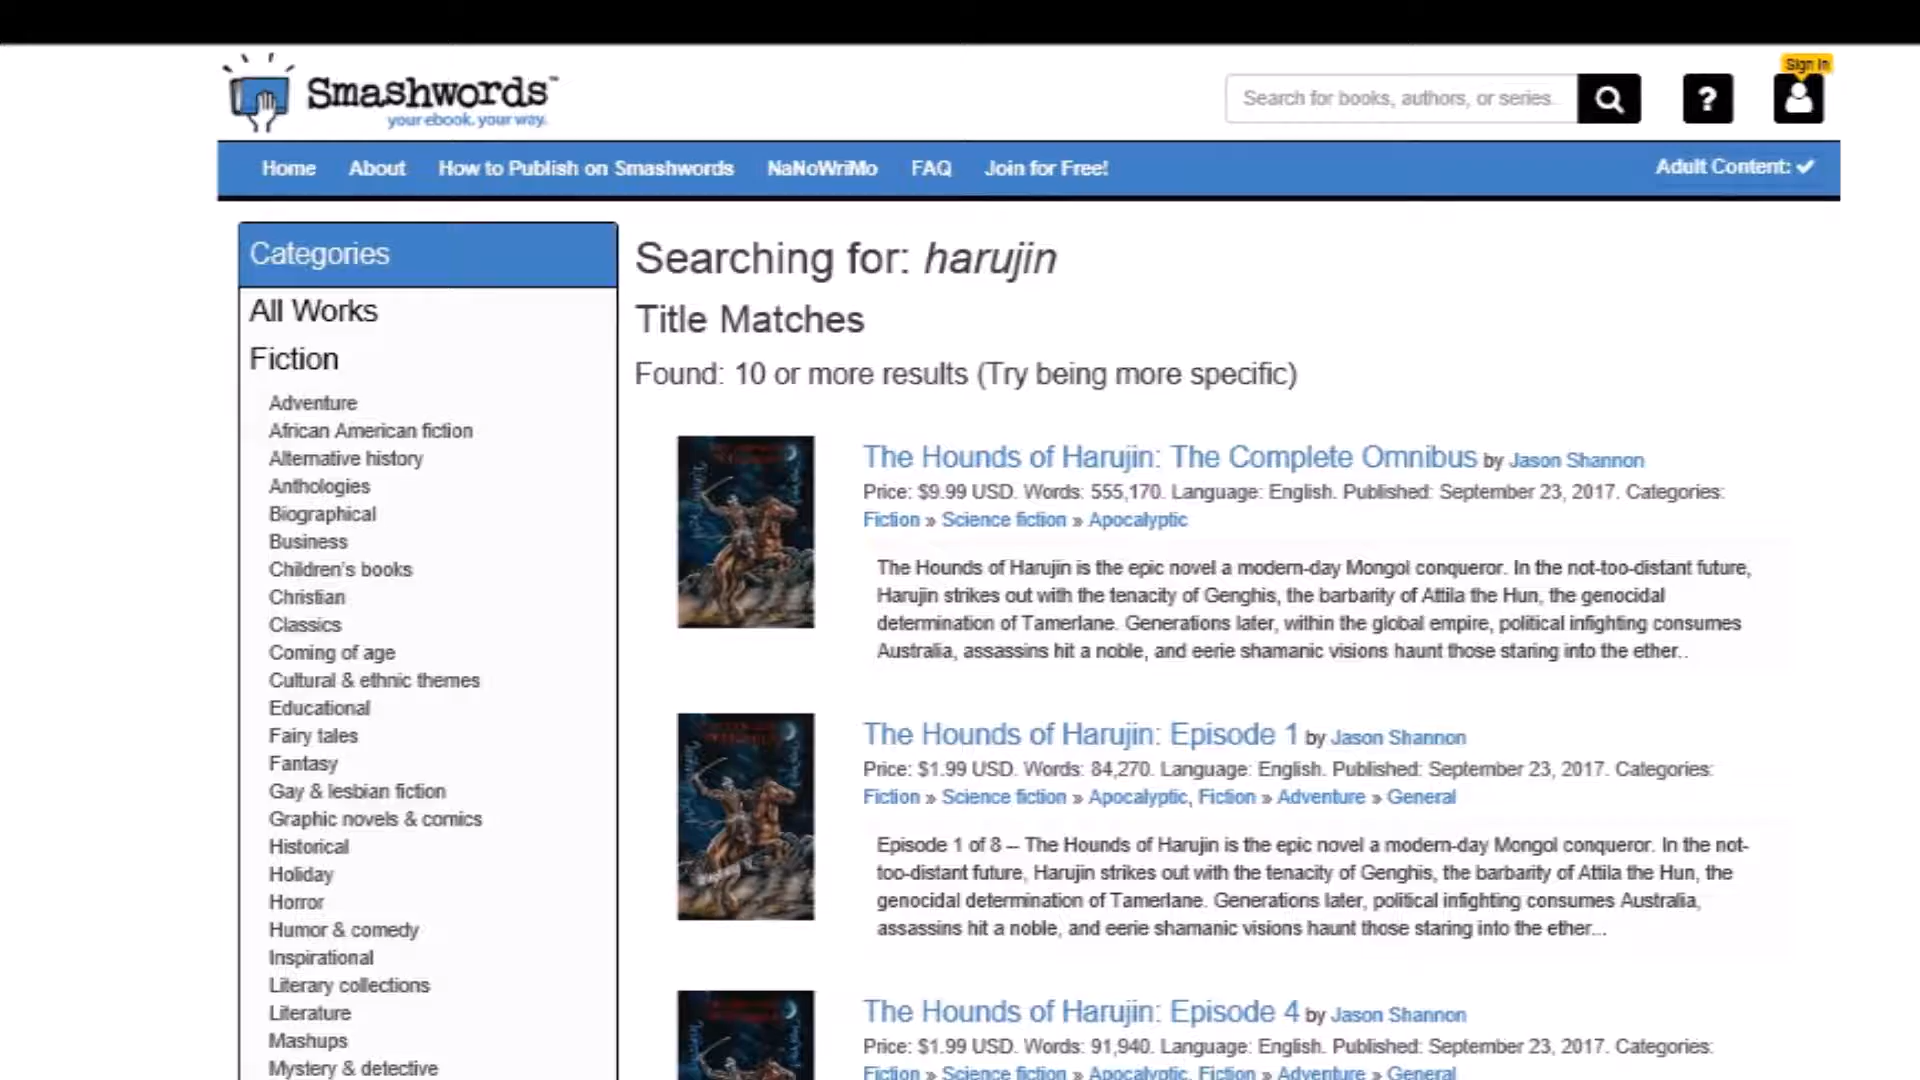 Smashwords™
your ebook. your way.
Search for books, authors, or series.
?
Sign In
Home About How to Publish on Smashwords NaNoWriMo FAQ Join for Free!
Adult Content: ✔
Categories
All Works
Fiction
Adventure
African American fiction
Alternative history
Anthologies
Biographical
Business
Children's books
Christian
Classics
Coming of age
Cultural & ethnic themes
Educational
Fairy tales
Fantasy
Gay & lesbian fiction
Graphic novels & comics
Historical
Holiday
Horror
Humor & comedy
Inspirational
Literary collections
Literature
Mashups
Mystery & detective
Searching for: harujin
Title Matches
Found: 10 or more results (Try being more specific)
The Hounds of Harujin: The Complete Omnibus by Jason Shannon
Price: $9.99 USD. Words: 555,170. Language: English. Published: September 23, 2017. Categories:
Fiction » Science fiction » Apocalyptic
The Hounds of Harujin is the epic novel a modern-day Mongol conqueror. In the not-too-distant future,
Harujin strikes out with the tenacity of Genghis, the barbarity of Attila the Hun, the genocidal
determination of Tamerlane. Generations later, within the global empire, political infighting consumes
Australia, assassins hit a noble, and eerie shamanic visions haunt those staring into the ether..
The Hounds of Harujin: Episode 1 by Jason Shannon
Price: $1.99 USD. Words: 84,270. Language: English. Published: September 23, 2017. Categories:
Fiction » Science fiction » Apocalyptic, Fiction » Adventure » General
Episode 1 of 8 – The Hounds of Harujin is the epic novel a modern-day Mongol conqueror. In the not-
too-distant future, Harujin strikes out with the tenacity of Genghis, the barbarity of Attila the Hun, the
genocidal determination of Tamerlane. Generations later, political infighting consumes Australia,
assassins hit a noble, and eerie shamanic visions haunt those staring into the ether...
The Hounds of Harujin: Episode 4 by Jason Shannon
Price: $1.99 USD. Words: 91,940. Language: English. Published: September 23, 2017. Categories:
Fiction » Science fiction » Apocalyptic, Fiction » Adventure » General